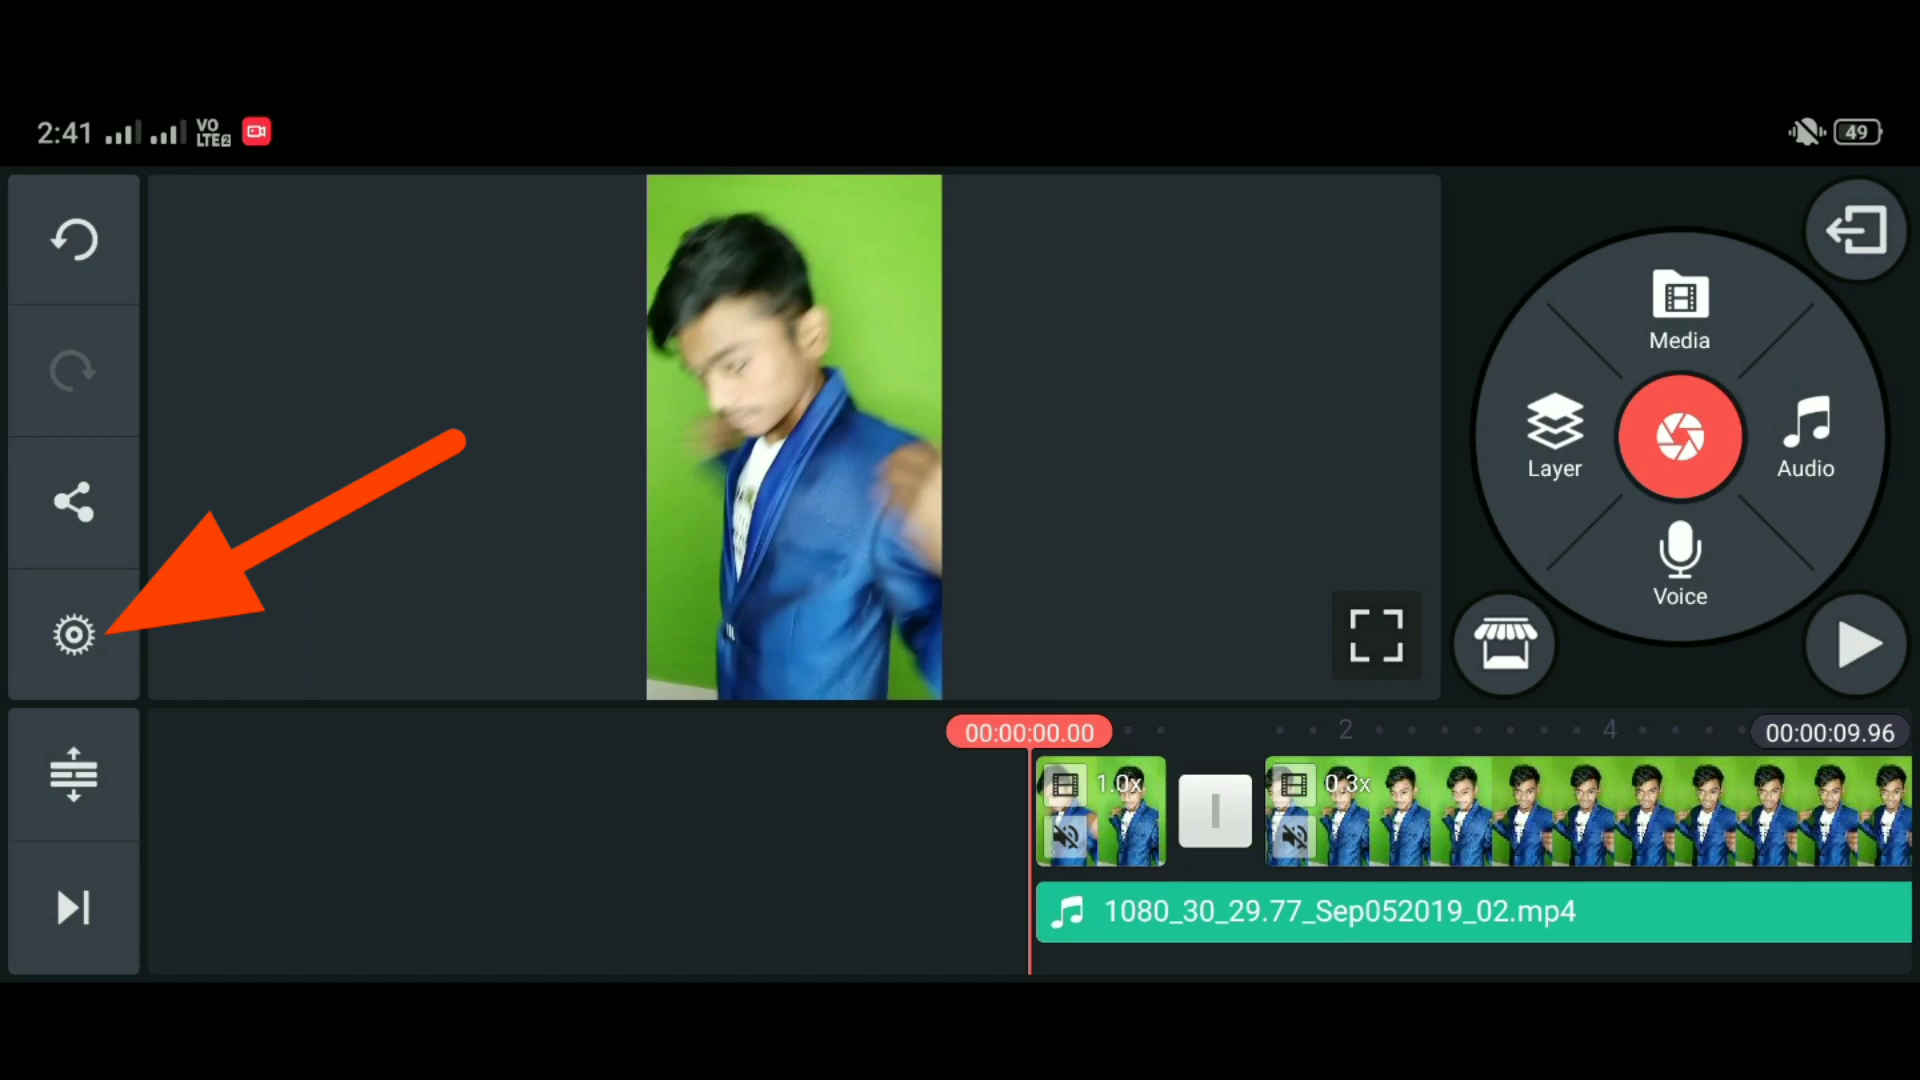 2:41 VO LTE2 49
Media
Layer
Audio
Voice
00:00:00.00 2 4 00:00:09.96
1.0x 0.3x
1080_30_29.77_Sep052019_02.mp4